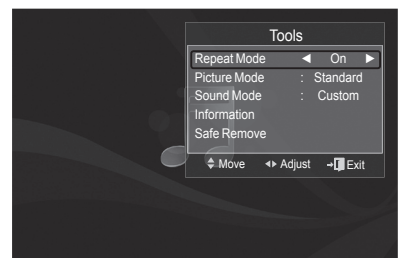 Tools
Repeat Mode ◀ On ▶
Picture Mode : Standard
Sound Mode : Custom
Information
Safe Remove
Move Adjust Exit